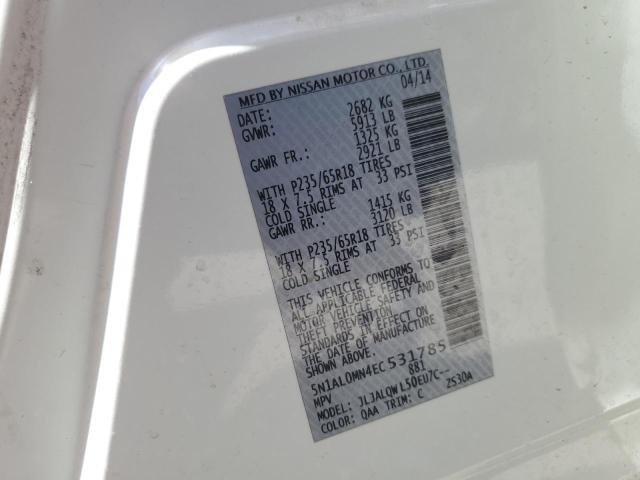 MFD BY NISSAN MOTOR CO., LTD.
DATE: 04/14
GVWR: 2682 KG
5913 LB
GAWR FR.: 1325 KG
2921 LB
WITH P235/65R18 TIRES
18 X 7.5 RIMS AT 33 PSI
COLD SINGLE
GAWR RR.: 1415 KG
3120 LB
WITH P235/65R18 TIRES
18 X 7.5 RIMS AT 33 PSI
COLD SINGLE
THIS VEHICLE CONFORMS TO
ALL APPLICABLE FEDERAL
MOTOR VEHICLE SAFETY AND
THEFT PREVENTION
STANDARDS IN EFFECT ON
THE DATE OF MANUFACTURE
SHOWN ABOVE.
5N1AL0MN4EC531785
MPV 881
MODEL: JLJALQWL50EU7C--
COLOR: QAA TRIM: C 2S30A